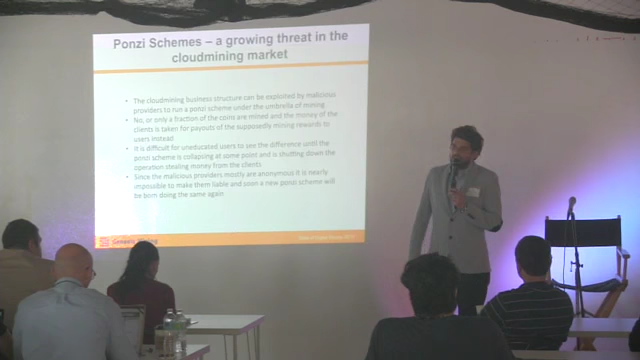 Ponzi Schemes – a growing threat in the
cloudmining market
• The cloudmining business structure can be exploited by malicious
providers to run a ponzi scheme under the umbrella of mining
• No, or only a fraction of the coins are mined and the money of the
clients is taken for payouts of the supposedly mining rewards to
users instead
• It is difficult for uneducated users to see the difference until the
ponzi scheme is collapsing at some point and is shutting down the
operation stealing money from the clients
• Since the malicious providers mostly are anonymous it is nearly
impossible to make them liable and soon a new ponzi scheme will
be born doing the same again
Genesis Mining